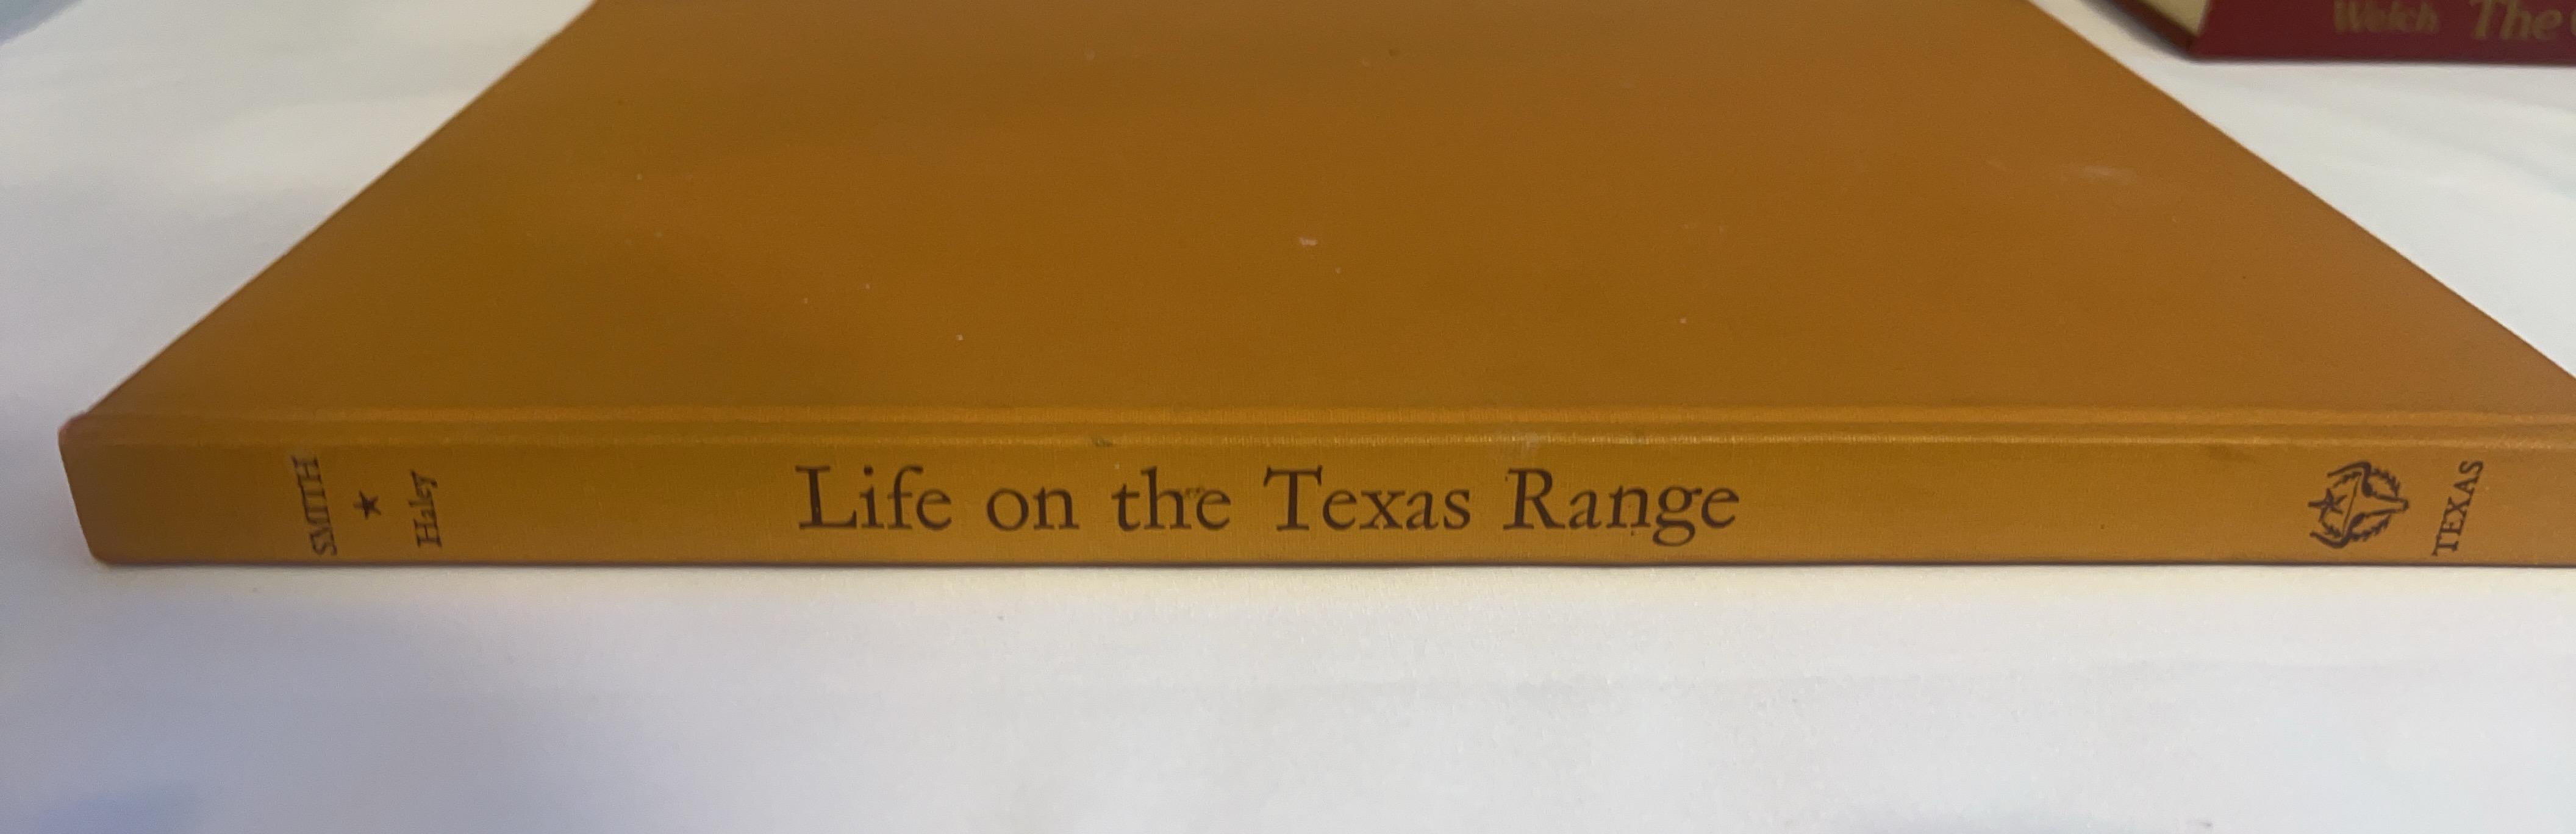 SMITH
★
Haley
Life on the Texas Range
TEXAS
Welch The